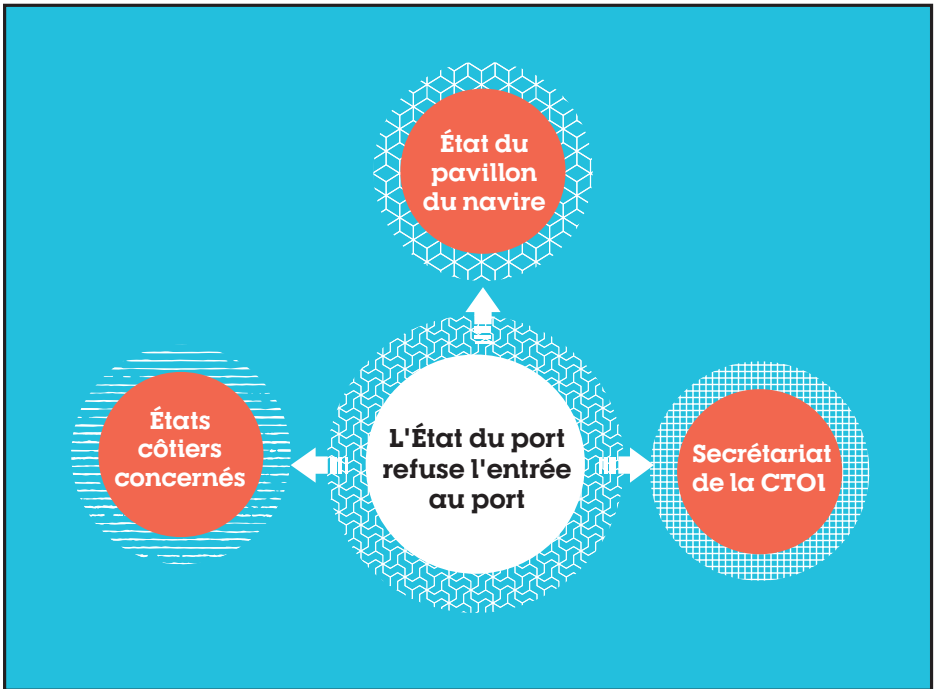 État du
pavillon
du navire
États
côtiers
concernés
L'État du port
refuse l'entrée
au port
Secrétariat
de la CTOI